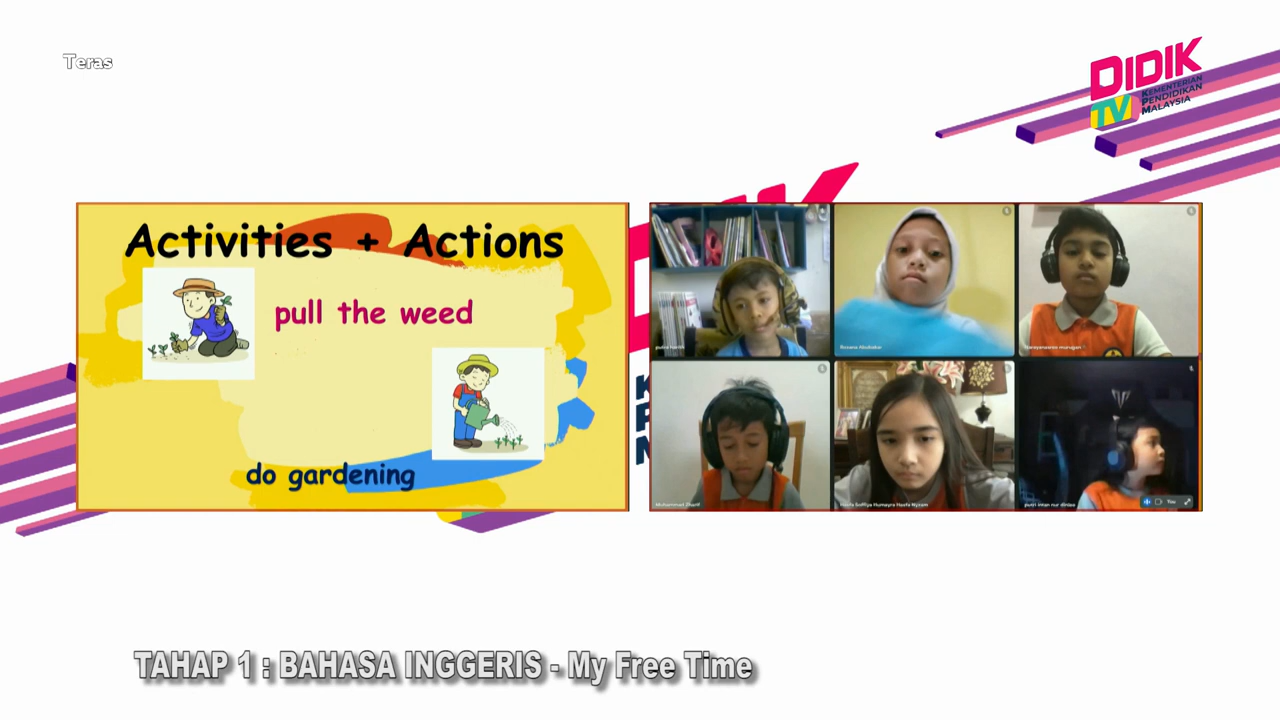 Teras
DIDIK
TV
KEMENTERIAN
PENDIDIKAN
MALAYSIA
Activities + Actions
pull the weed
do gardening
You
TAHAP 1 : BAHASA INGGERIS - My Free Time